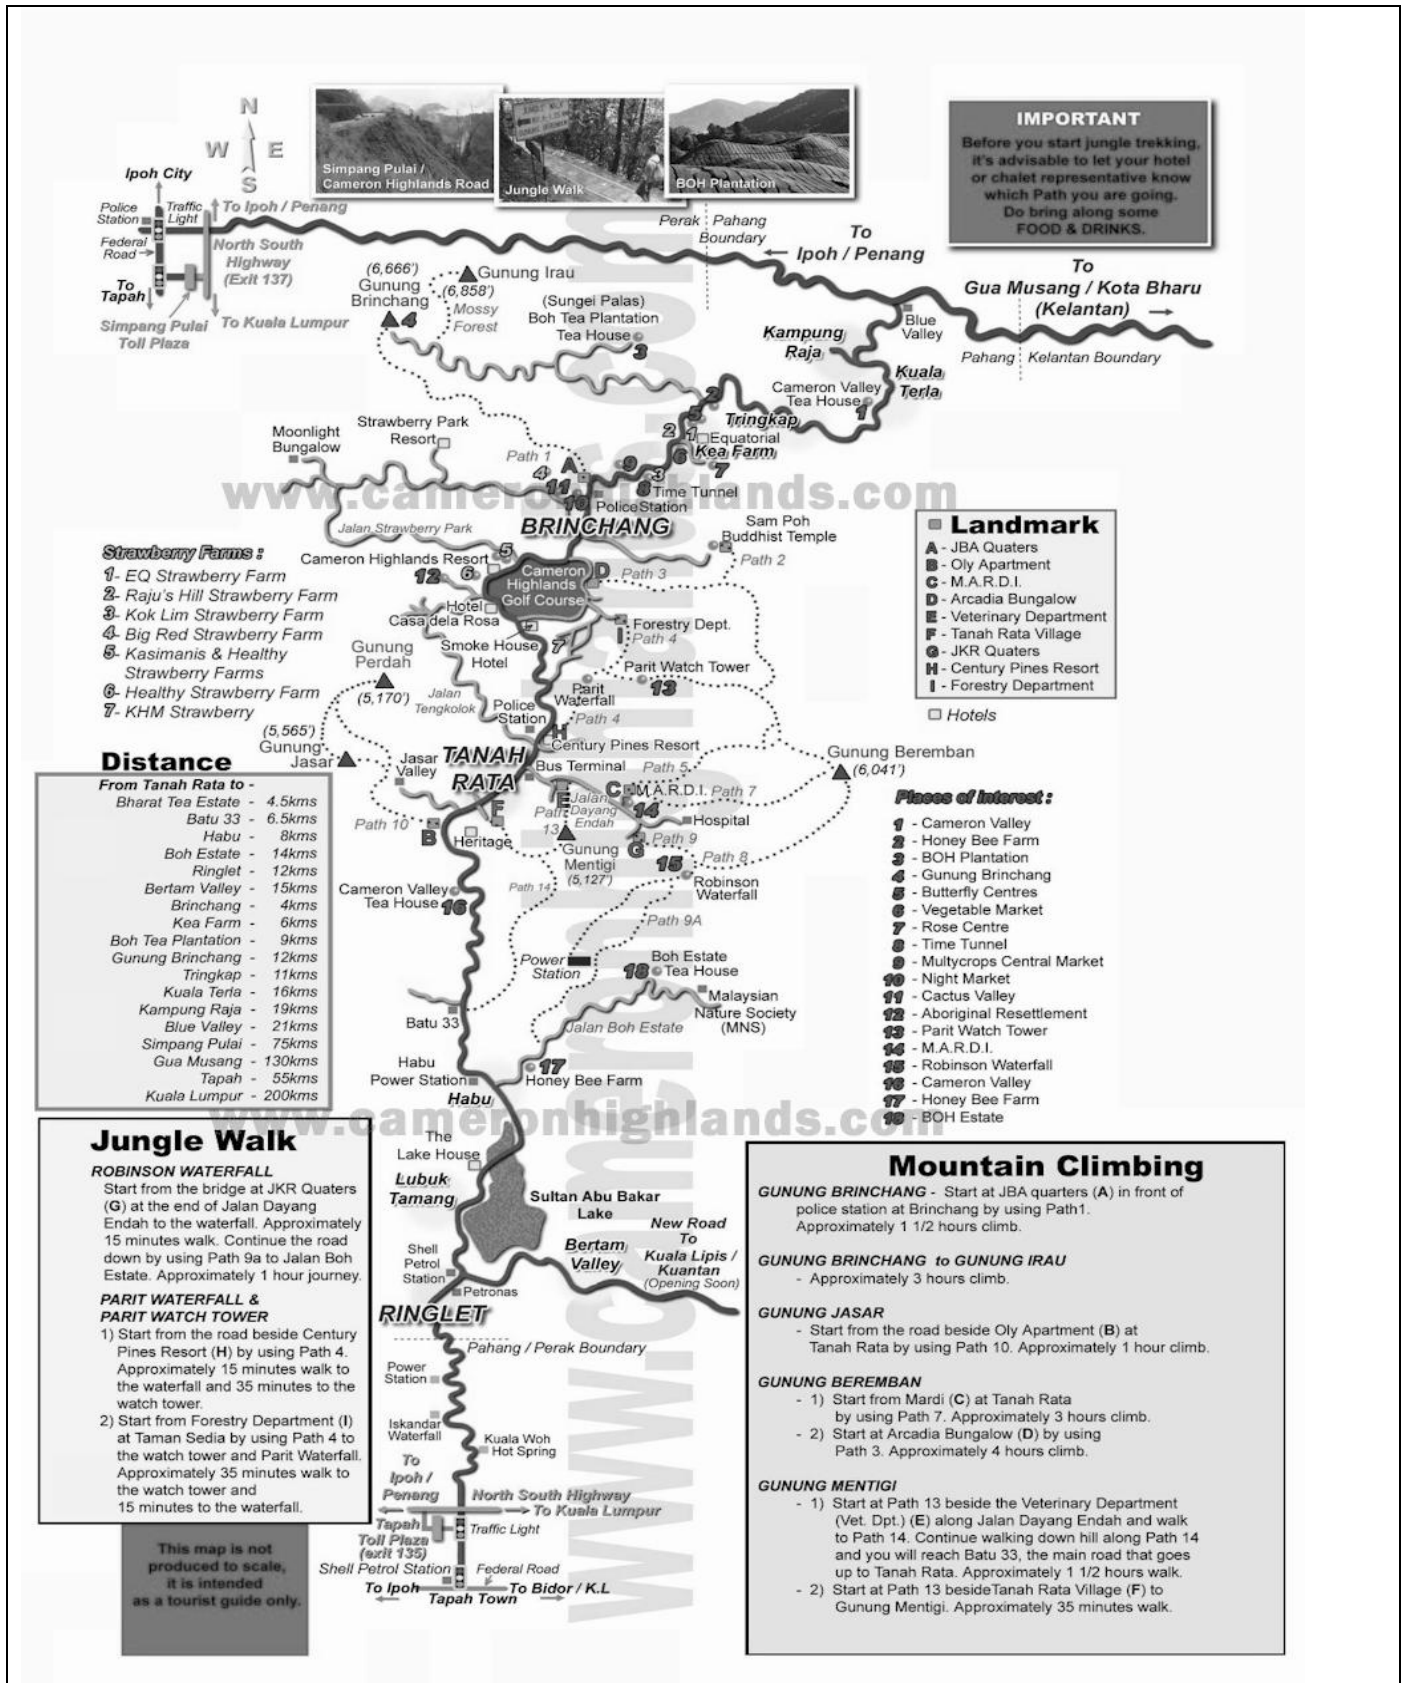 N
W E
S
Ipoh City
Police
Station
Traffic
Light
To Ipoh / Penang
Federal
Road
North South
Highway
(Exit 137)
To
Tapah
Simpang Pulai
Toll Plaza
To Kuala Lumpur
Simpang Pulai /
Cameron Highlands Road
Jungle Walk
BOH Plantation
IMPORTANT
Before you start jungle trekking,
it's advisable to let your hotel
or chalet representative know
which Path you are going.
Do bring along some
FOOD & DRINKS.
Perak Pahang
Boundary
To
Ipoh / Penang
To
Gua Musang / Kota Bharu
(Kelantan)
Pahang Kelantan Boundary
(6,666')
Gunung
Brinchang
4
Gunung Irau
(6,858')
Mossy
Forest
(Sungei Palas)
Boh Tea Plantation
Tea House
3
Kampung
Raja
Blue
Valley
Kuala
Terla
Cameron Valley
Tea House
1
2
5
Tringkap
2
1
Equatorial
Kea Farm
6
7
Strawberry Park
Resort
Moonlight
Bungalow
Path 1
4
A
11
10
9
3
8
Time Tunnel
Police Station
BRINCHANG
www.cameronhighlands.com
Jalan Strawberry Park
Sam Poh
Buddhist Temple
Path 2
Cameron Highlands Resort
5
12
6
Cameron
Highlands
Golf Course
D
Path 3
Hotel
Casa dela Rosa
Smoke House
Hotel
7
Forestry Dept.
I
Path 4
Parit Watch Tower
13
Parit
Waterfall
Path 4
Strawberry Farms :
1- EQ Strawberry Farm
2- Raju's Hill Strawberry Farm
3- Kok Lim Strawberry Farm
4- Big Red Strawberry Farm
5- Kasimanis & Healthy
Strawberry Farms
6- Healthy Strawberry Farm
7- KHM Strawberry
Landmark
A - JBA Quaters
B - Oly Apartment
C - M.A.R.D.I.
D - Arcadia Bungalow
E - Veterinary Department
F - Tanah Rata Village
G - JKR Quaters
H - Century Pines Resort
I - Forestry Department
Hotels
Gunung
Perdah
(5,170')
Jalan
Tengkolok
Police
Station
H
Century Pines Resort
(5,565')
Gunung
Jasar
Jasar
Valley
TANAH
RATA
Bus Terminal
Path 5
Gunung Beremban
(6,041')
C
M.A.R.D.I.
Path 7
E
Jalan
Dayang
Endah
14
Hospital
Path
13
F
Path 10
B
Heritage
Gunung
Mentigi
(5,127')
G
Path 9
15
Path 8
Robinson
Waterfall
Path 14
Cameron Valley
Tea House
16
Path 9A
Power
Station
Boh Estate
18
Tea House
Malaysian
Nature Society
(MNS)
Jalan Boh Estate
Batu 33
Habu
Power Station
17
Honey Bee Farm
Habu
Distance
From Tanah Rata to -
Bharat Tea Estate - 4.5kms
Batu 33 - 6.5kms
Habu - 8kms
Boh Estate - 14kms
Ringlet - 12kms
Bertam Valley - 15kms
Brinchang - 4kms
Kea Farm - 6kms
Boh Tea Plantation - 9kms
Gunung Brinchang - 12kms
Tringkap - 11kms
Kuala Terla - 16kms
Kampung Raja - 19kms
Blue Valley - 21kms
Simpang Pulai - 75kms
Gua Musang - 130kms
Tapah - 55kms
Kuala Lumpur - 200kms
Places of interest :
1 - Cameron Valley
2 - Honey Bee Farm
3 - BOH Plantation
4 - Gunung Brinchang
5 - Butterfly Centres
6 - Vegetable Market
7 - Rose Centre
8 - Time Tunnel
9 - Multycrops Central Market
10 - Night Market
11 - Cactus Valley
12 - Aboriginal Resettlement
13 - Parit Watch Tower
14 - M.A.R.D.I.
15 - Robinson Waterfall
16 - Cameron Valley
17 - Honey Bee Farm
18 - BOH Estate
www.cameronhighlands.com
www.cameronhighlands.com
The
Lake House
Lubuk
Tamang
Sultan Abu Bakar
Lake
New Road
To
Kuala Lipis /
Kuantan
(Opening Soon)
Bertam
Valley
Shell
Petrol
Station
Petronas
RINGLET
Pahang / Perak Boundary
Power
Station
Iskandar
Waterfall
Kuala Woh
Hot Spring
To
Ipoh /
Penang
North South Highway
To Kuala Lumpur
Tapah
Toll Plaza
(exit 135)
Traffic Light
Shell Petrol Station
Federal Road
To Ipoh
To Bidor / K.L
Tapah Town
Jungle Walk
ROBINSON WATERFALL
Start from the bridge at JKR Quaters
(G) at the end of Jalan Dayang
Endah to the waterfall. Approximately
15 minutes walk. Continue the road
down by using Path 9a to Jalan Boh
Estate. Approximately 1 hour journey.
PARIT WATERFALL &
PARIT WATCH TOWER
1) Start from the road beside Century
Pines Resort (H) by using Path 4.
Approximately 15 minutes walk to
the waterfall and 35 minutes to the
watch tower.
2) Start from Forestry Department (I)
at Taman Sedia by using Path 4 to
the watch tower and Parit Waterfall.
Approximately 35 minutes walk to
the watch tower and
15 minutes to the waterfall.
This map is not
produced to scale,
it is intended
as a tourist guide only.
Mountain Climbing
GUNUNG BRINCHANG - Start at JBA quarters (A) in front of
police station at Brinchang by using Path1.
Approximately 1 1/2 hours climb.
GUNUNG BRINCHANG to GUNUNG IRAU
- Approximately 3 hours climb.
GUNUNG JASAR
- Start from the road beside Oly Apartment (B) at
Tanah Rata by using Path 10. Approximately 1 hour climb.
GUNUNG BEREMBAN
- 1) Start from Mardi (C) at Tanah Rata
by using Path 7. Approximately 3 hours climb.
- 2) Start at Arcadia Bungalow (D) by using
Path 3. Approximately 4 hours climb.
GUNUNG MENTIGI
- 1) Start at Path 13 beside the Veterinary Department
(Vet. Dpt.) (E) along Jalan Dayang Endah and walk
to Path 14. Continue walking down hill along Path 14
and you will reach Batu 33, the main road that goes
up to Tanah Rata. Approximately 1 1/2 hours walk.
- 2) Start at Path 13 besideTanah Rata Village (F) to
Gunung Mentigi. Approximately 35 minutes walk.